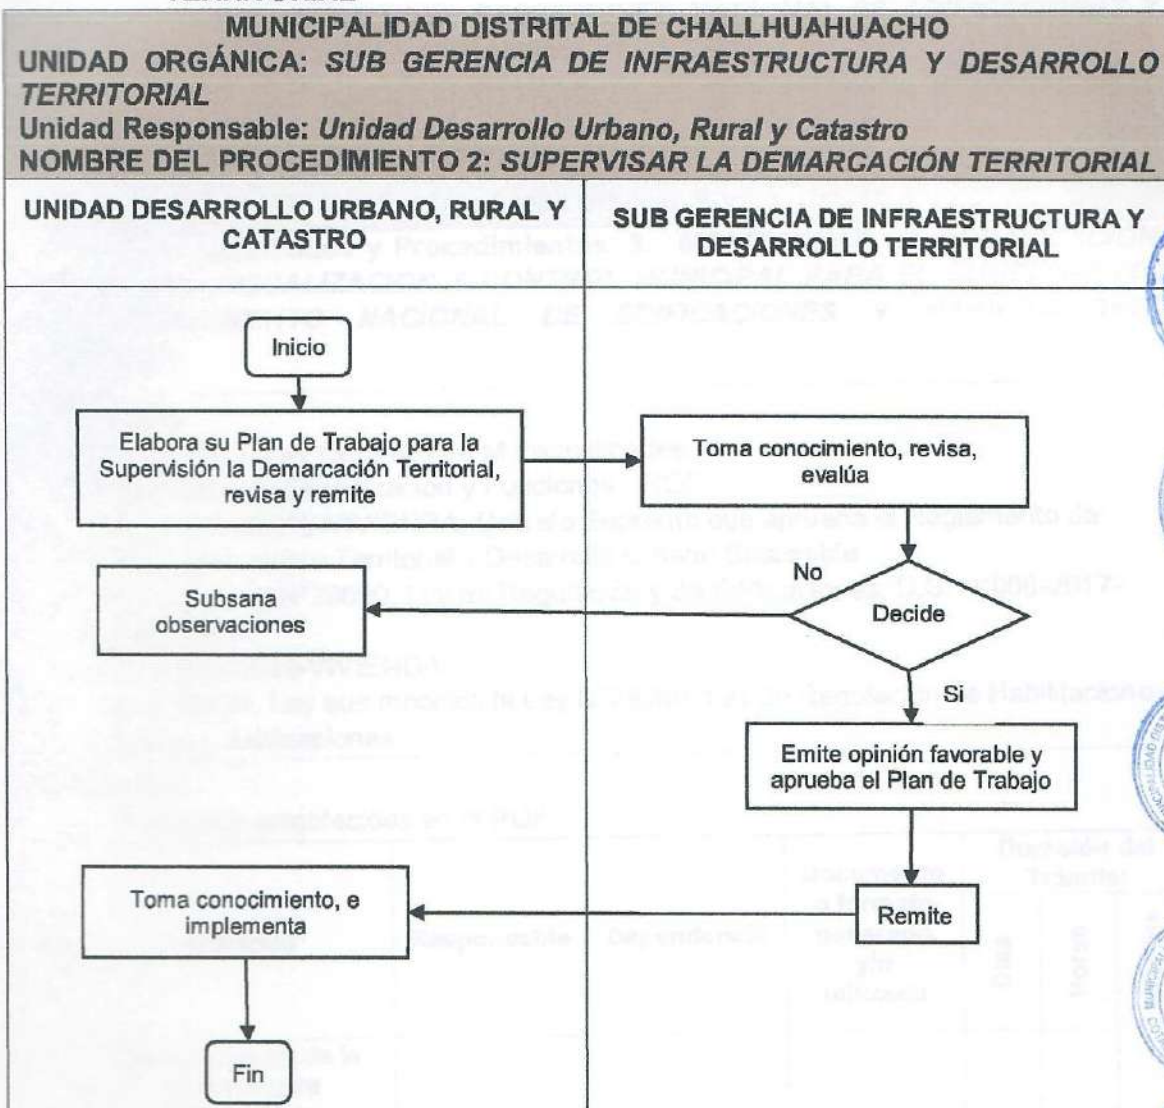 MUNICIPALIDAD DISTRITAL DE CHALLHUAHUACHO
UNIDAD ORGÁNICA: SUB GERENCIA DE INFRAESTRUCTURA Y DESARROLLO
TERRITORIAL
Unidad Responsable: Unidad Desarrollo Urbano, Rural y Catastro
NOMBRE DEL PROCEDIMIENTO 2: SUPERVISAR LA DEMARCACIÓN TERRITORIAL
UNIDAD DESARROLLO URBANO, RURAL Y
CATASTRO
SUB GERENCIA DE INFRAESTRUCTURA Y
DESARROLLO TERRITORIAL
Inicio
Elabora su Plan de Trabajo para la
Supervisión la Demarcación Territorial,
revisa y remite
Toma conocimiento, revisa,
evalúa
No
Decide
Subsana
observaciones
Si
Emite opinión favorable y
aprueba el Plan de Trabajo
Remite
Toma conocimiento, e
implementa
Fin